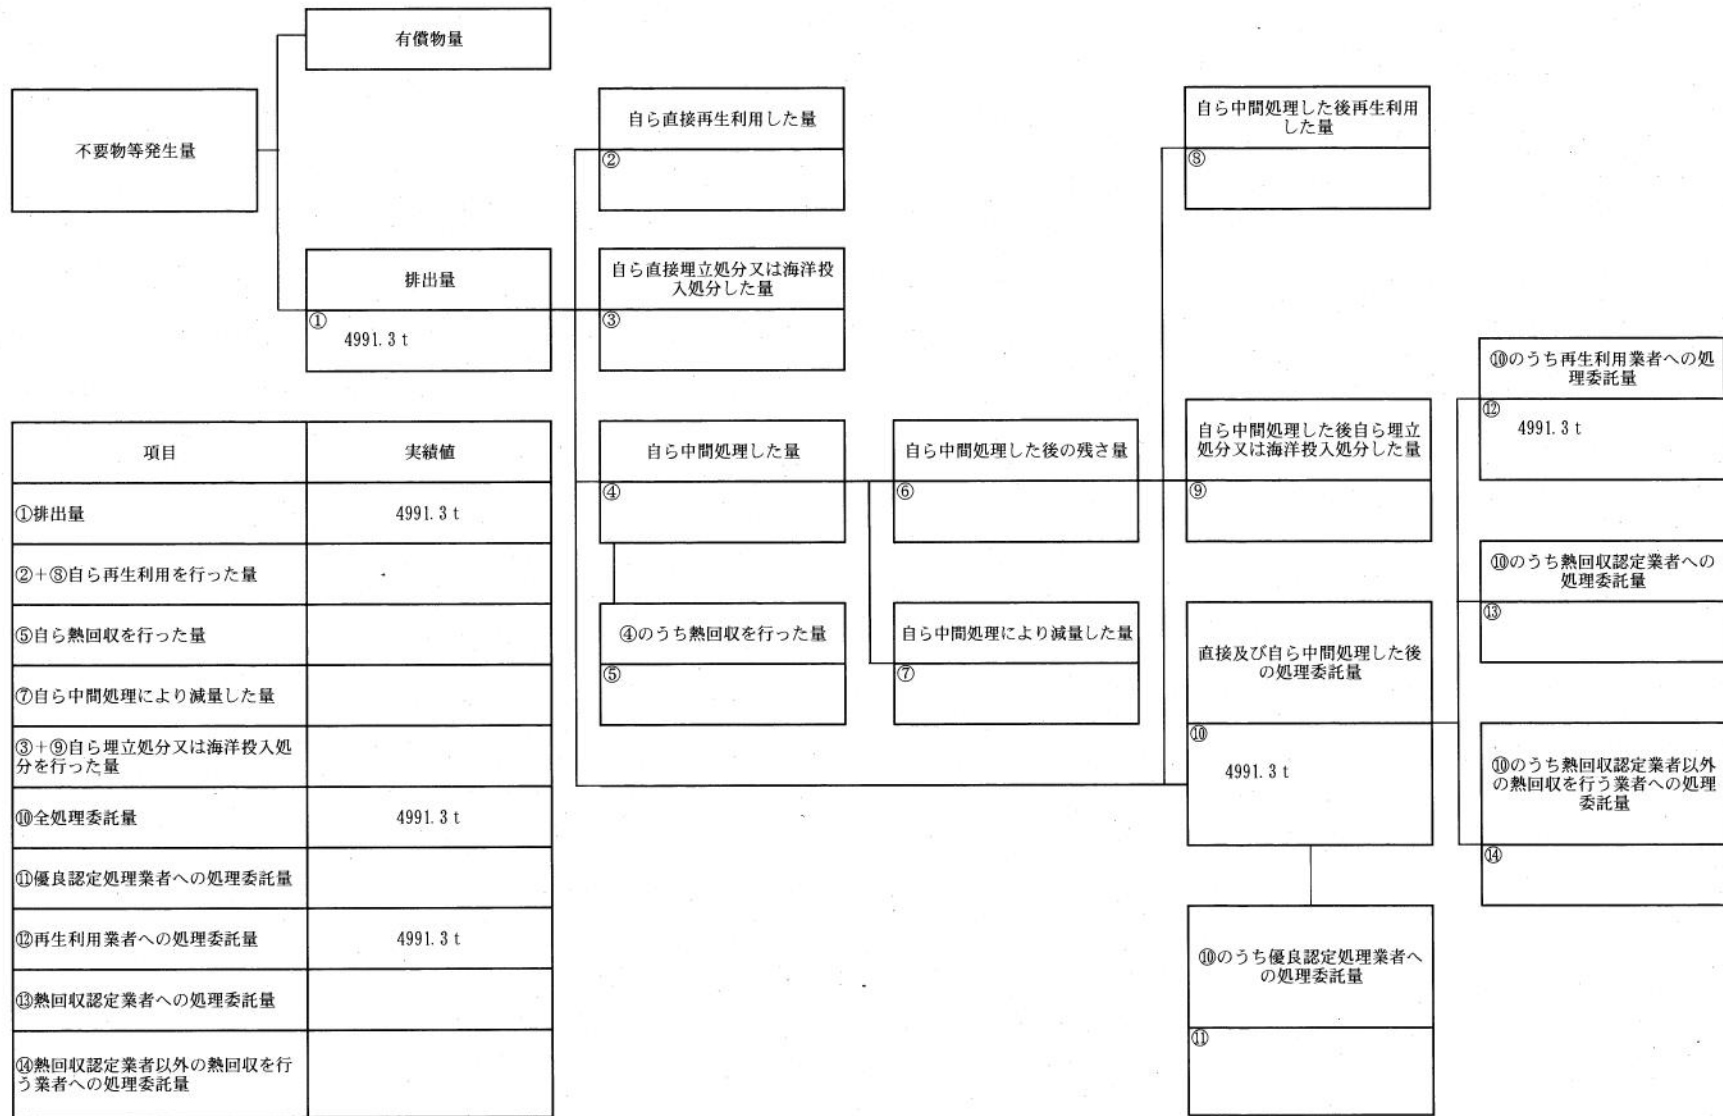 有償物量
不要物等発生量
自ら直接再生利用した量
②
自ら中間処理した後再生利用
した量
⑧
排出量
①
4991.3 t
自ら直接埋立処分又は海洋投
入処分した量
③
⑩のうち再生利用業者への処
理委託量
⑫
4991.3 t
自ら中間処理した量
④
自ら中間処理した後の残さ量
⑥
自ら中間処理した後自ら埋立
処分又は海洋投入処分した量
⑨
⑩のうち熱回収認定業者への
処理委託量
⑬
④のうち熱回収を行った量
⑤
自ら中間処理により減量した量
⑦
直接及び自ら中間処理した後
の処理委託量
⑩
4991.3 t
⑩のうち熱回収認定業者以外
の熱回収を行う業者への処理
委託量
⑭
⑩のうち優良認定処理業者へ
の処理委託量
⑪
項目 実績値
①排出量 4991.3 t
②+⑧自ら再生利用を行った量
⑤自ら熱回収を行った量
⑦自ら中間処理により減量した量
③+⑨自ら埋立処分又は海洋投入処
分を行った量
⑩全処理委託量 4991.3 t
⑪優良認定処理業者への処理委託量
⑫再生利用業者への処理委託量 4991.3 t
⑬熱回収認定業者への処理委託量
⑭熱回収認定業者以外の熱回収を行
う業者への処理委託量